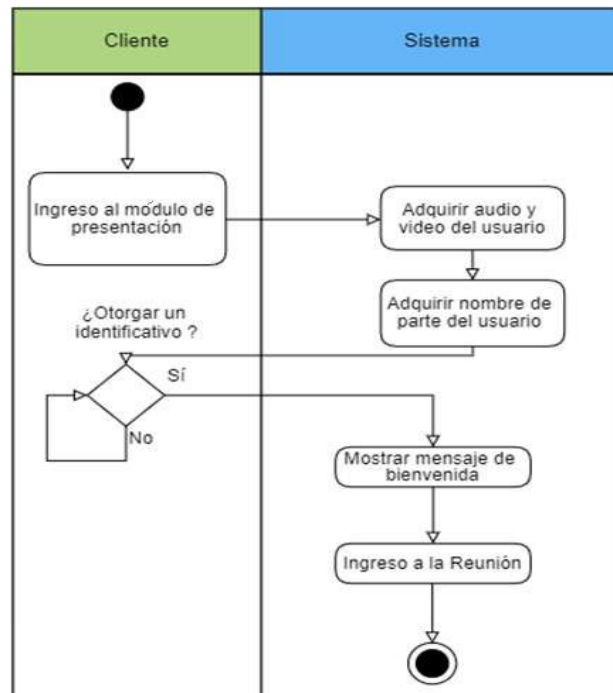 Cliente
Sistema
Ingreso al módulo de
presentación
Adquirir audio y
video del usuario
Adquirir nombre de
parte del usuario
¿Otorgar un
identificativo ?
Sí
No
Mostrar mensaje de
bienvenida
Ingreso a la Reunión